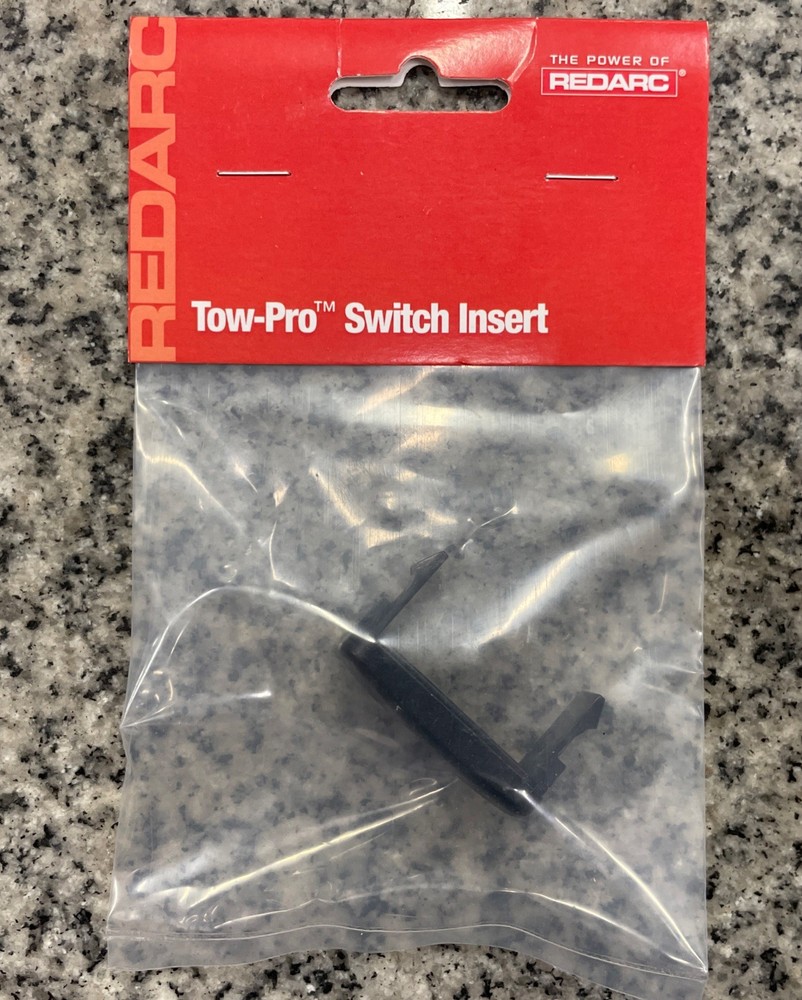 THE POWER OF
REDARC®
REDARC
Tow-Pro™ Switch Insert